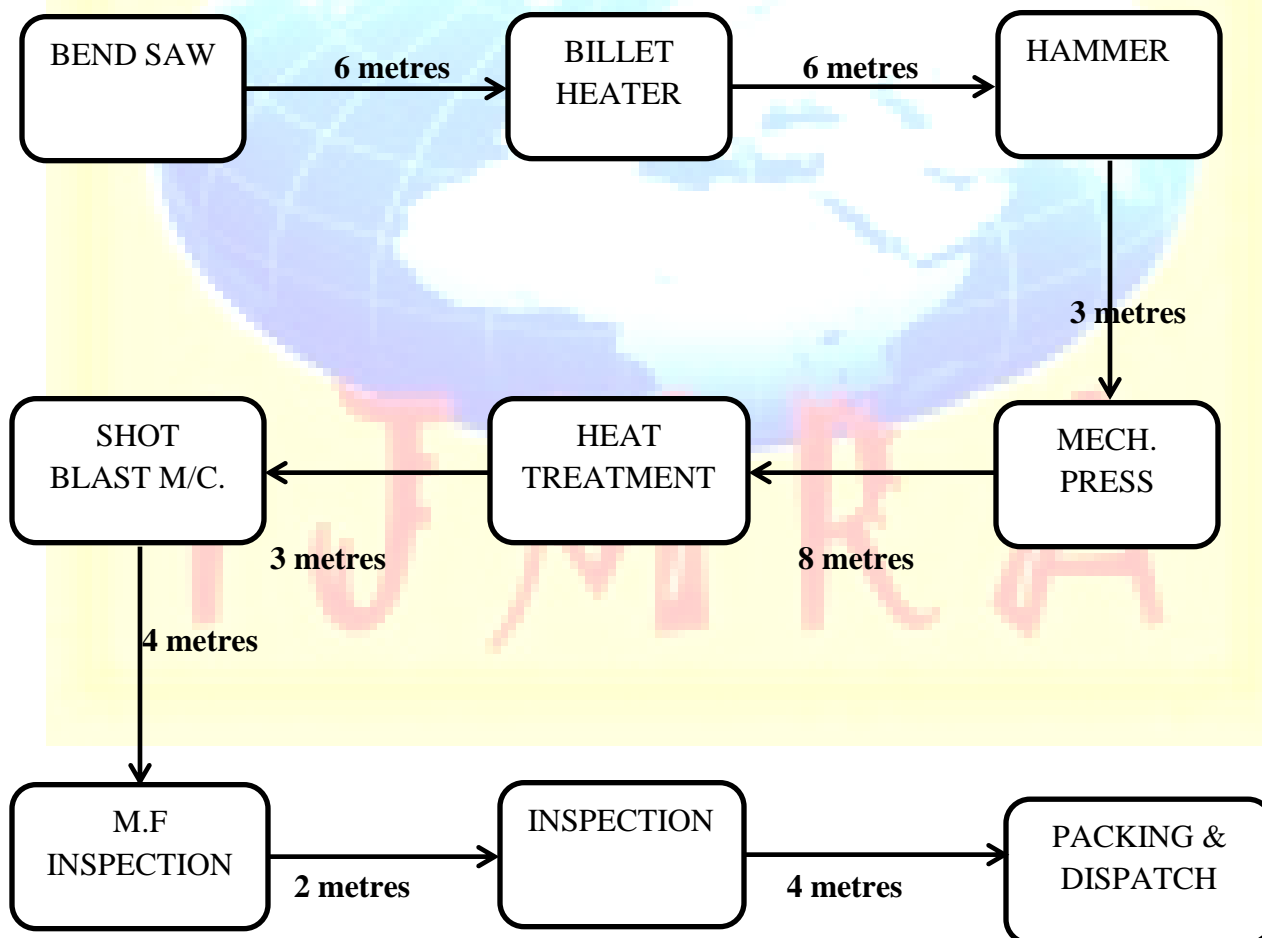 BEND SAW
6 metres
BILLET
HEATER
6 metres
HAMMER
3 metres
MECH.
PRESS
8 metres
HEAT
TREATMENT
3 metres
SHOT
BLAST M/C.
4 metres
M.F
INSPECTION
2 metres
INSPECTION
4 metres
PACKING &
DISPATCH
IJMRA